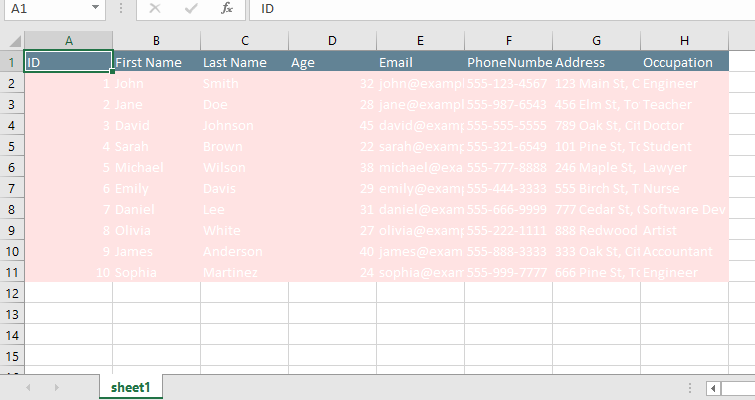 A1 fx ID
A B C D E F G H
1 ID First Name Last Name Age Email PhoneNumbe Address Occupation
2 1 John Smith 32 john@exampl 555-123-4567 123 Main St, C Engineer
3 2 Jane Doe 28 jane@exampl 555-987-6543 456 Elm St, To Teacher
4 3 David Johnson 45 david@examp 555-555-5555 789 Oak St, Cit Doctor
5 4 Sarah Brown 22 sarah@examp 555-321-6549 101 Pine St, To Student
6 5 Michael Wilson 38 michael@exam 555-777-8888 246 Maple St, Lawyer
7 6 Emily Davis 29 emily@examp 555-444-3333 555 Birch St, T Nurse
8 7 Daniel Lee 31 daniel@exam 555-666-9999 777 Cedar St, Software Dev
9 8 Olivia White 27 olivia@examp 555-222-1111 888 Redwood Artist
10 9 James Anderson 40 james@exam 555-888-3333 333 Oak St, Cit Accountant
11 10 Sophia Martinez 24 sophia@exam 555-999-7777 666 Pine St, To Engineer
12
13
14
15
sheet1